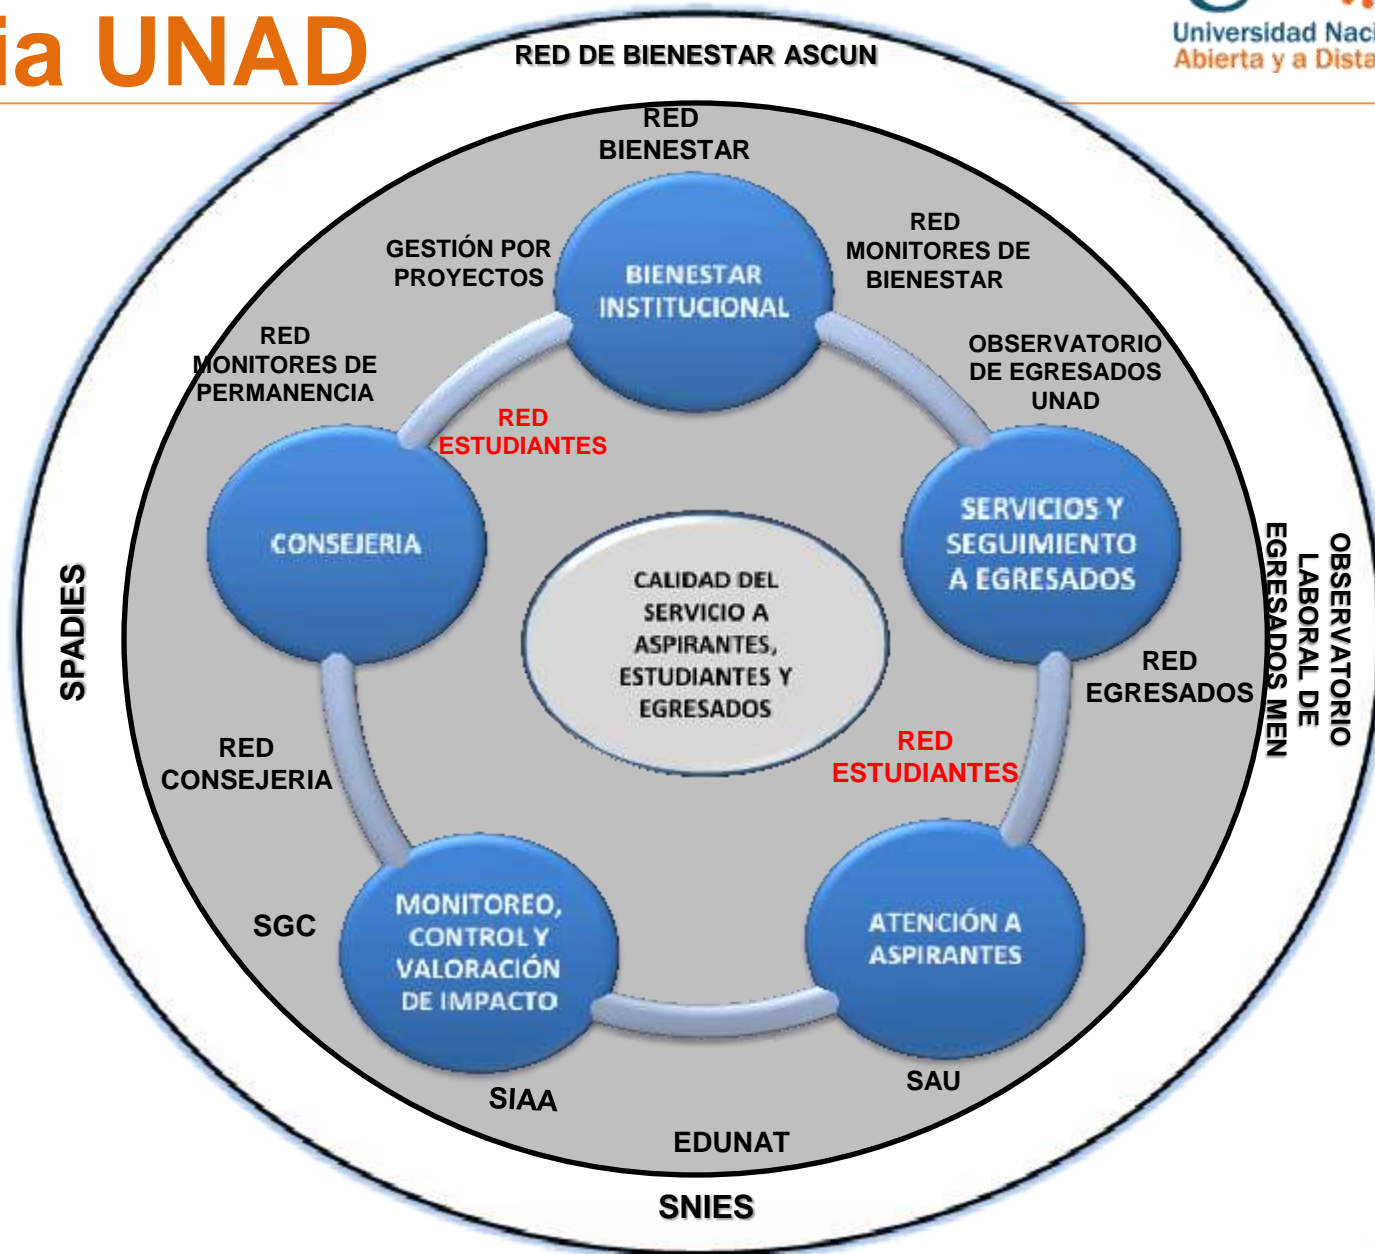 ia UNAD
Universidad Naci
Abierta y a Dista
RED DE BIENESTAR ASCUN
RED
BIENESTAR
GESTIÓN POR
PROYECTOS
BIENESTAR
INSTITUCIONAL
RED
MONITORES DE
BIENESTAR
RED
MONITORES DE
PERMANENCIA
OBSERVATORIO
DE EGRESADOS
UNAD
RED
ESTUDIANTES
CONSEJERIA
SERVICIOS Y
SEGUIMIENTO
A EGRESADOS
CALIDAD DEL
SERVICIO A
ASPIRANTES,
ESTUDIANTES Y
EGRESADOS
SPADIES
OBSERVATORIO
LABORAL DE
EGRESADOS MEN
RED
EGRESADOS
RED
CONSEJERIA
RED
ESTUDIANTES
SGC
MONITOREO,
CONTROL Y
VALORACIÓN
DE IMPACTO
ATENCIÓN A
ASPIRANTES
SIAA
SAU
EDUNAT
SNIES